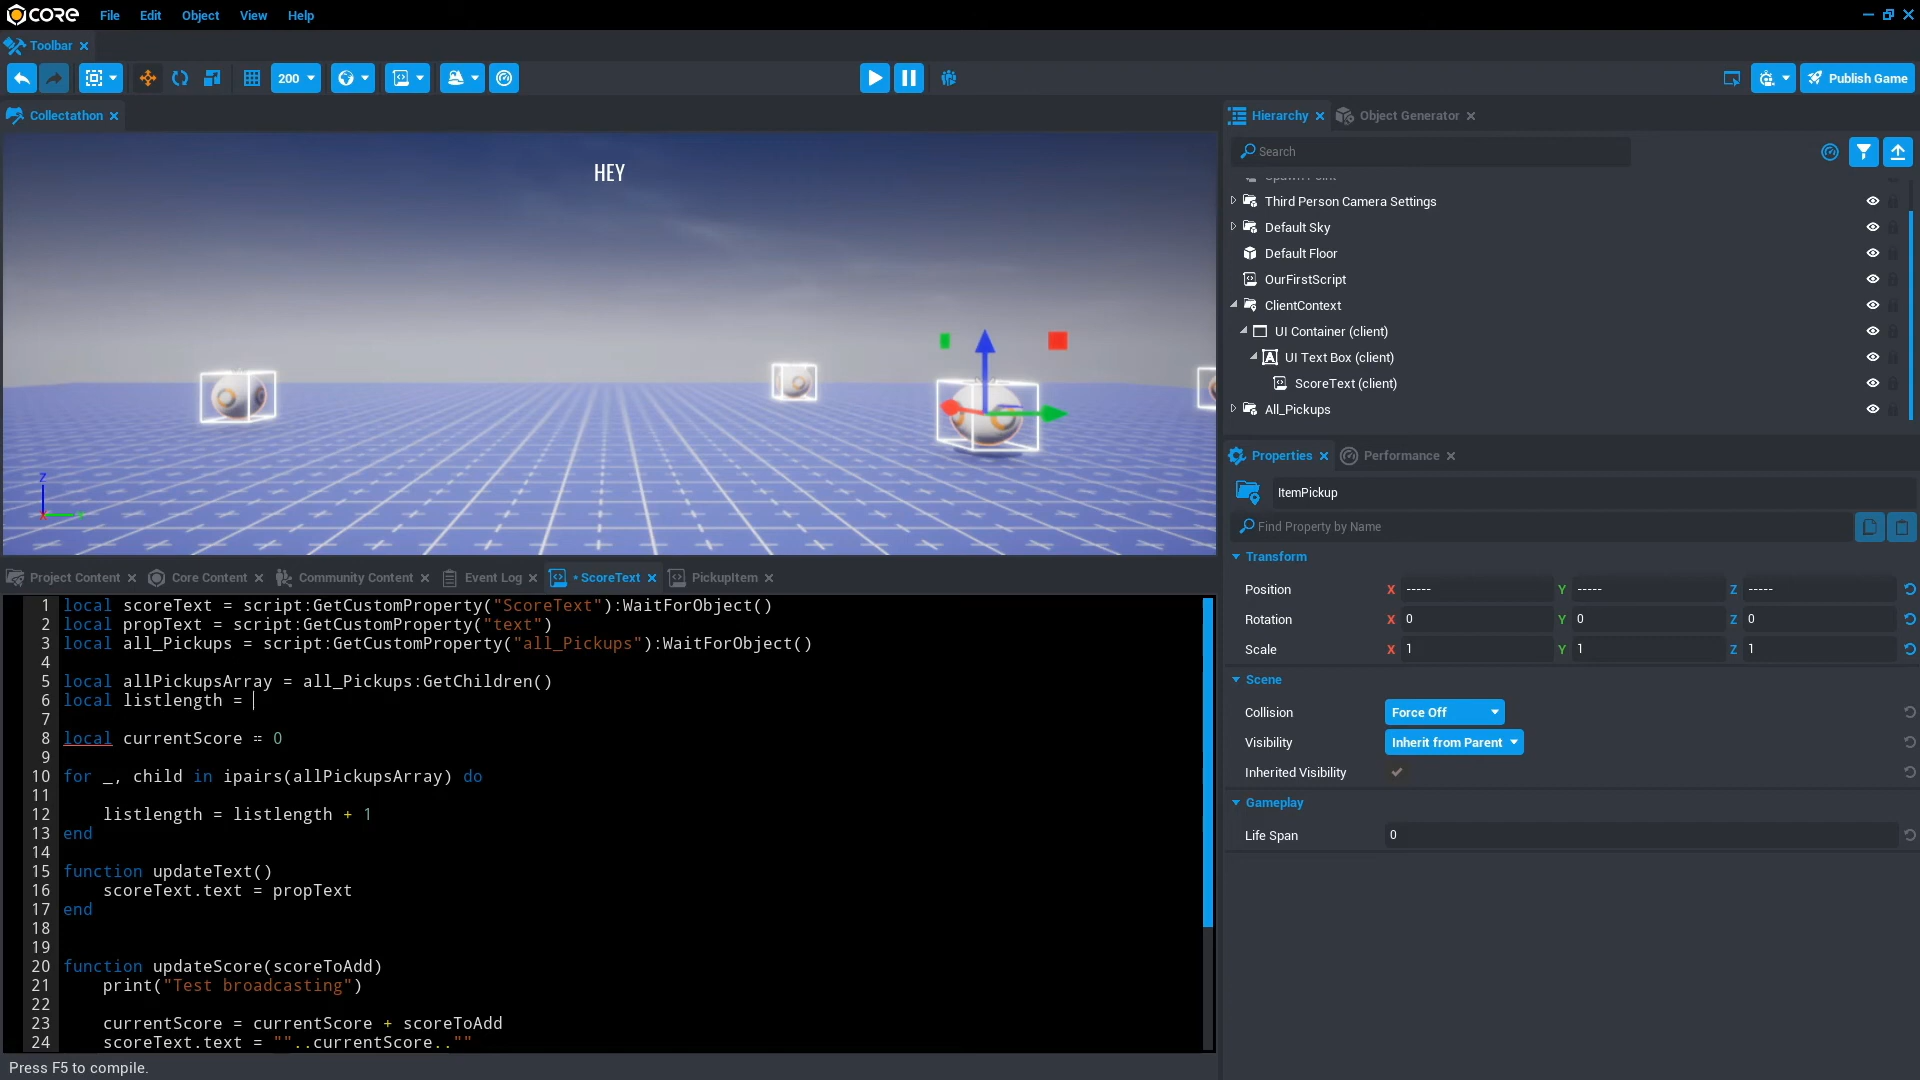 CORE File Edit Object View Help
Toolbar
200
Publish Game
Collectathon
HEY
Z
Hierarchy Object Generator
Search
Spawn Point
Third Person Camera Settings
Default Sky
Default Floor
OurFirstScript
ClientContext
UI Container (client)
UI Text Box (client)
ScoreText (client)
All_Pickups
Properties Performance
ItemPickup
Find Property by Name
Transform
Position X ----- Y ----- Z -----
Rotation X 0 Y 0 Z 0
Scale X 1 Y 1 Z 1
Scene
Collision Force Off
Visibility Inherit from Parent
Inherited Visibility
Gameplay
Life Span 0
Project Content Core Content Community Content Event Log * ScoreText PickupItem
1 local scoreText = script:GetCustomProperty("ScoreText"):WaitForObject()
2 local propText = script:GetCustomProperty("text")
3 local all_Pickups = script:GetCustomProperty("all_Pickups"):WaitForObject()
4
5 local allPickupsArray = all_Pickups:GetChildren()
6 local listlength =
7
8 local currentScore = 0
9
10 for _, child in ipairs(allPickupsArray) do
11
12 listlength = listlength + 1
13 end
14
15 function updateText()
16 scoreText.text = propText
17 end
18
19
20 function updateScore(scoreToAdd)
21 print("Test broadcasting")
22
23 currentScore = currentScore + scoreToAdd
24 scoreText.text = ""..currentScore..""
Press F5 to compile.